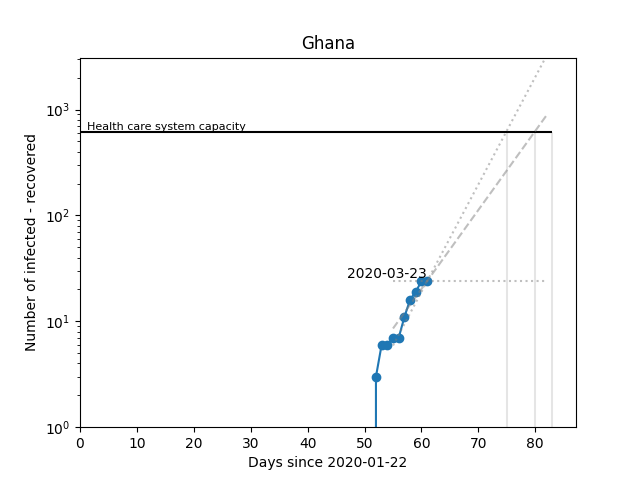 Ghana
Number of infected - recovered
10³
10²
10¹
10⁰
Health care system capacity
2020-03-23
0 10 20 30 40 50 60 70 80
Days since 2020-01-22